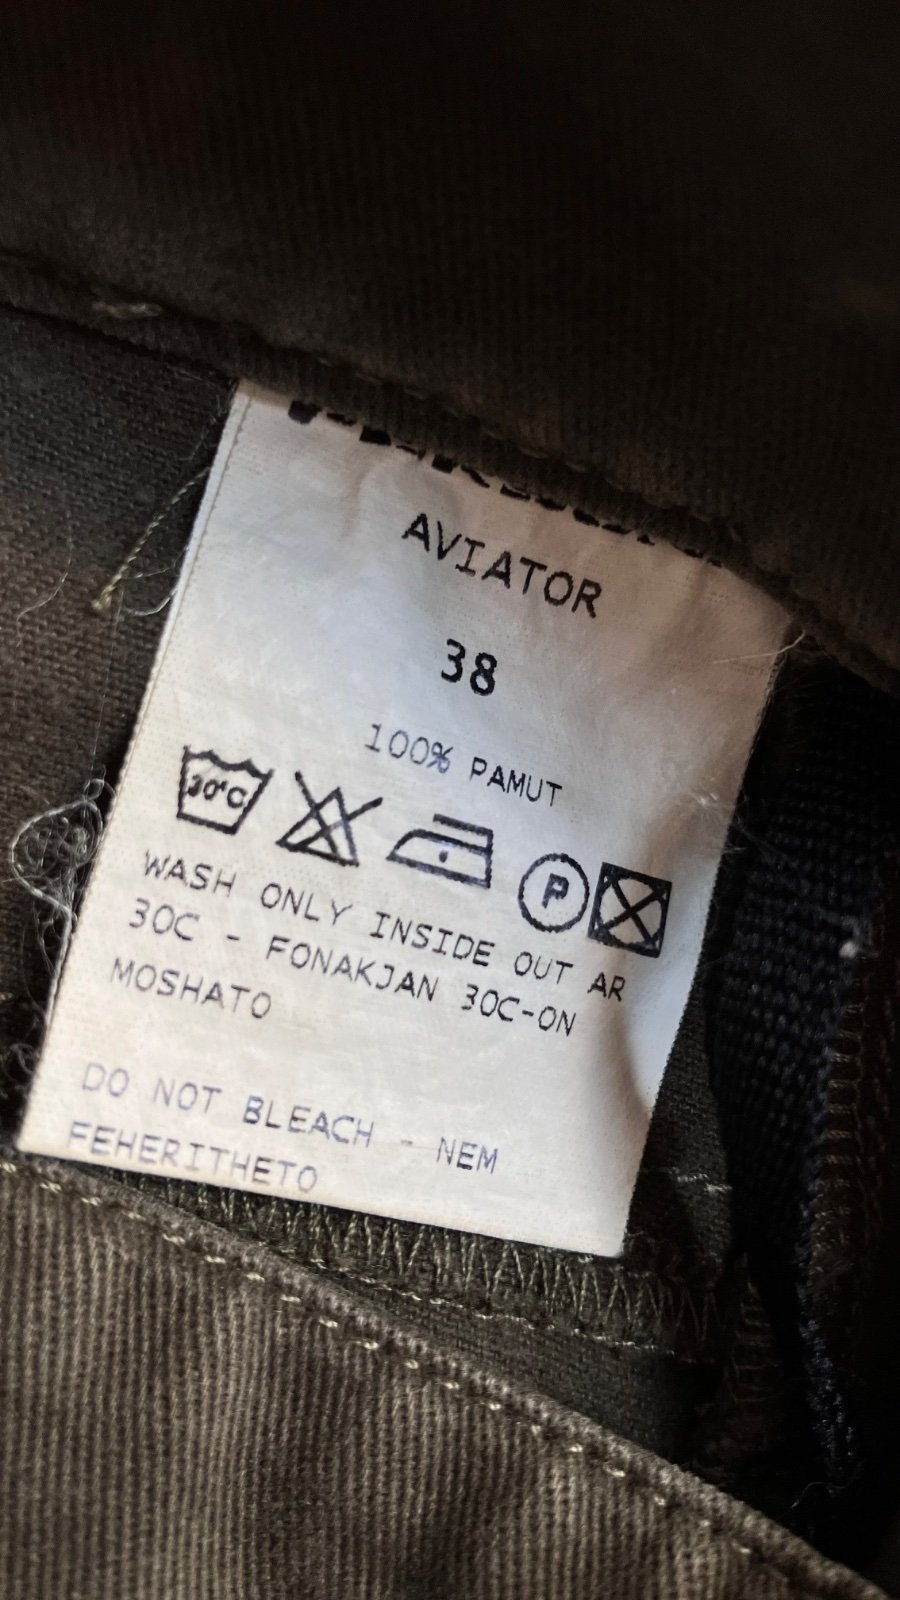 AVIATOR
38
100% PAMUT
30°C
P
WASH ONLY INSIDE OUT AR
30C - FONAKJAN 30C-ON
MOSHATO
DO NOT BLEACH - NEM
FEHERITHETO